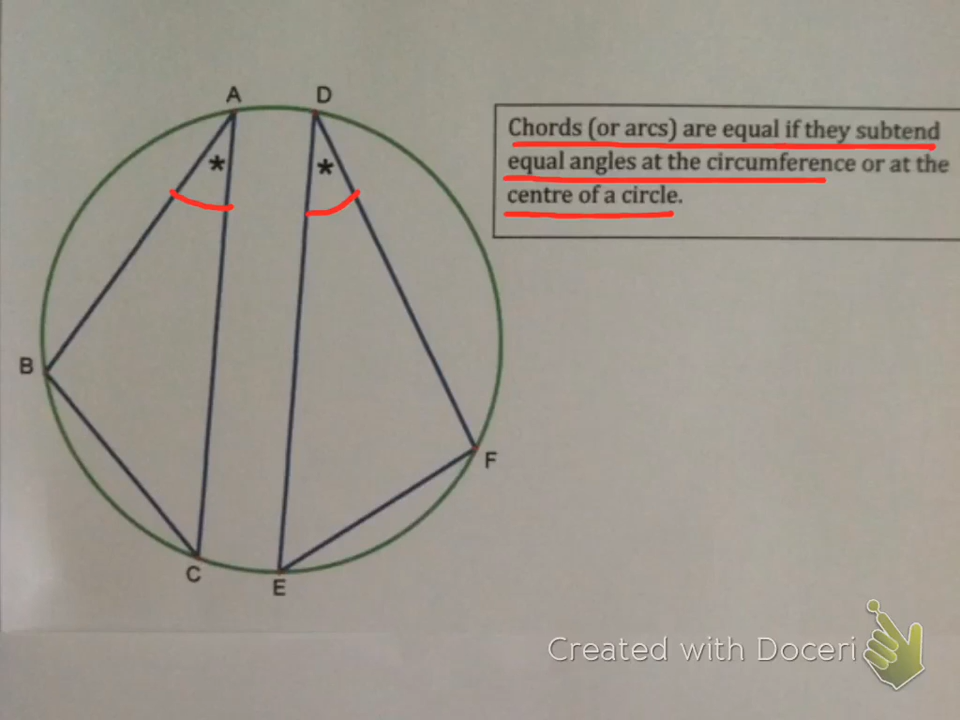 A D
Chords (or arcs) are equal if they subtend
equal angles at the circumference or at the
centre of a circle.
* *
B
F
C
E
Created with Doceri